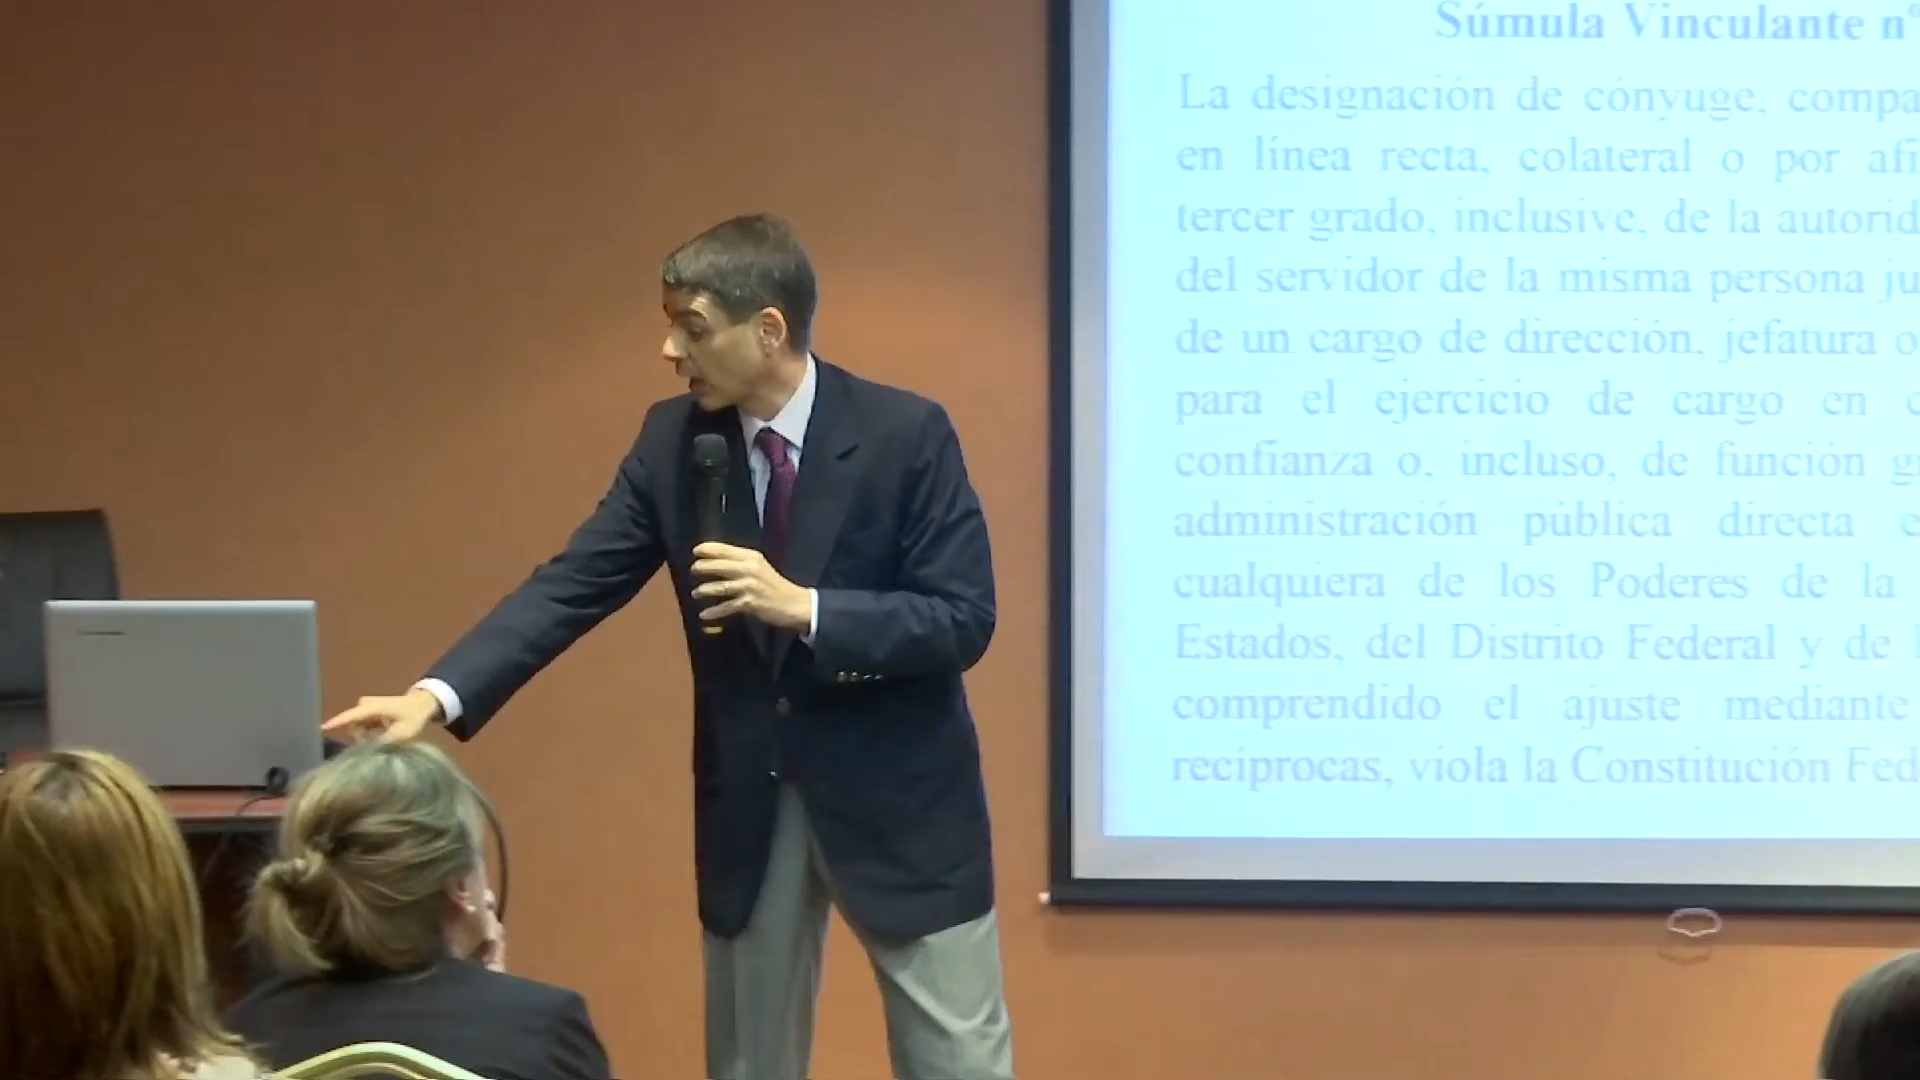 Súmula Vinculante nº
La designación de cónyuge, compa
en línea recta, colateral o por afi
tercer grado, inclusive, de la autorid
del servidor de la misma persona ju
de un cargo de dirección, jefatura o
para el ejercicio de cargo en c
confianza o, incluso, de función g
administración pública directa e
cualquiera de los Poderes de la
Estados, del Distrito Federal y de
comprendido el ajuste mediante
recíprocas, viola la Constitución Fed